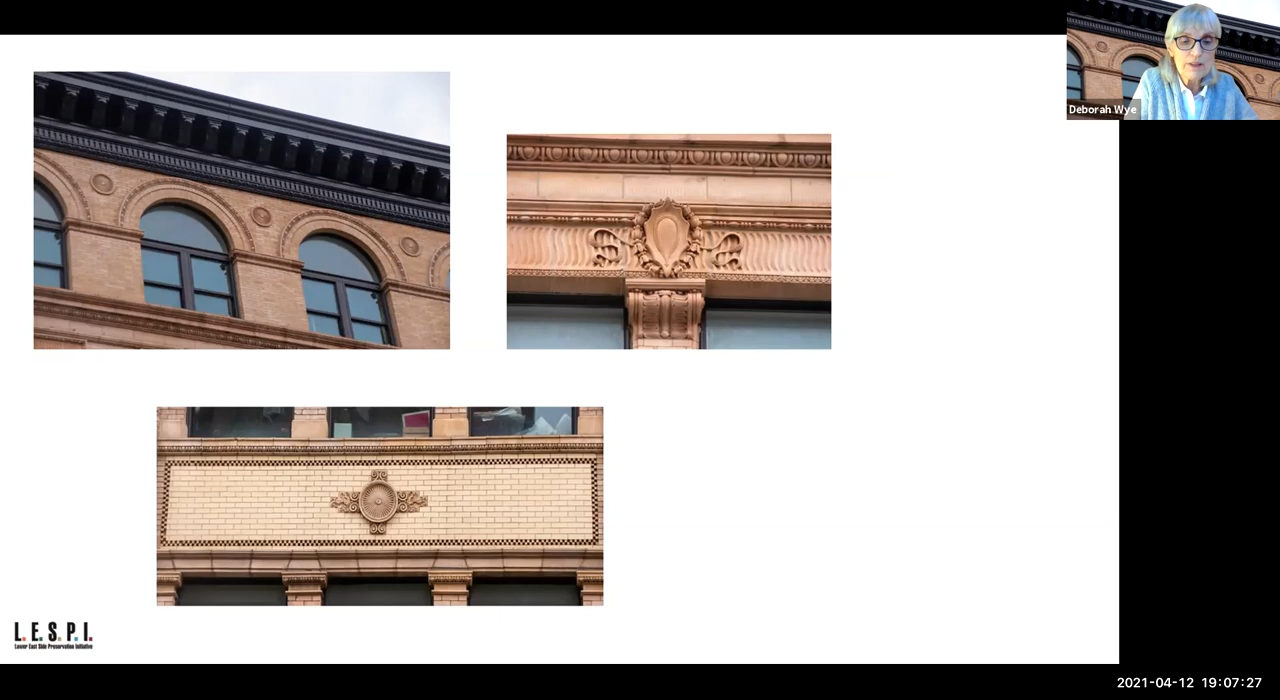 Deborah Wye
L.E.S.P.I.
Lower East Side Preservation Initiative
2021-04-12 19:07:27